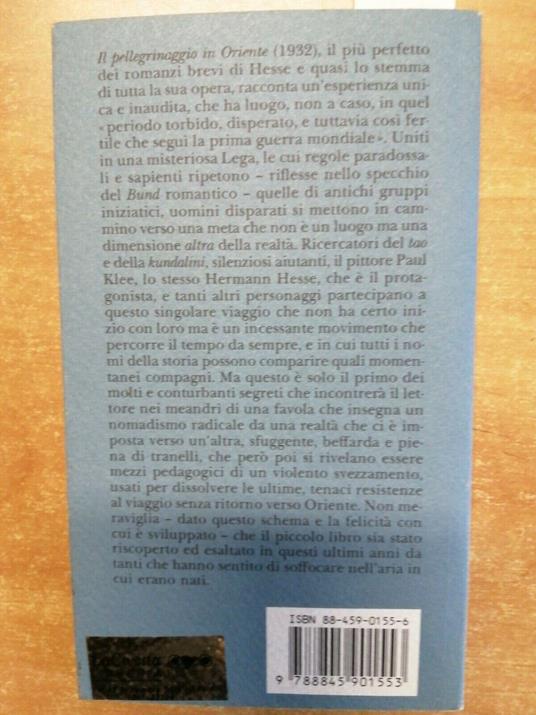 Il pellegrinaggio in Oriente (1932), il più perfetto
dei romanzi brevi di Hesse e quasi lo stemma
di tutta la sua opera, racconta un'esperienza uni-
ca e inaudita, che ha luogo, non a caso, in quel
«periodo torbido, disperato, e tuttavia così fer-
tile che seguì la prima guerra mondiale». Uniti
in una misteriosa Lega, le cui regole paradossa-
li e sapienti ripetono – riflesse nello specchio
del Bund romantico – quelle di antichi gruppi
iniziatici, uomini disparati si mettono in cam-
mino verso una meta che non è un luogo ma una
dimensione altra della realtà. Ricercatori del tao
e della kundalini, silenziosi aiutanti, il pittore Paul
Klee, lo stesso Hermann Hesse, che è il prota-
gonista, e tanti altri personaggi partecipano a
questo singolare viaggio che non ha certo ini-
zio con loro ma è un incessante movimento che
percorre il tempo da sempre, e in cui tutti i no-
mi della storia possono comparire quali momen-
tanei compagni. Ma questo è solo il primo dei
molti e conturbanti segreti che incontrerà il let-
tore nei meandri di una favola che insegna un
nomadismo radicale da una realtà che ci è im-
posta verso un'altra, sfuggente, beffarda e pie-
na di tranelli, che però poi si rivelano essere
mezzi pedagogici di un violento svezzamento,
usati per dissolvere le ultime, tenaci resistenze
al viaggio senza ritorno verso Oriente. Non me-
raviglia – dato questo schema e la felicità con
cui è sviluppato – che il piccolo libro sia stato
riscoperto ed esaltato in questi ultimi anni da
tanti che hanno sentito di soffocare nell'aria in
cui erano nati.
ISBN 88-459-0155-6
9 788845 901553